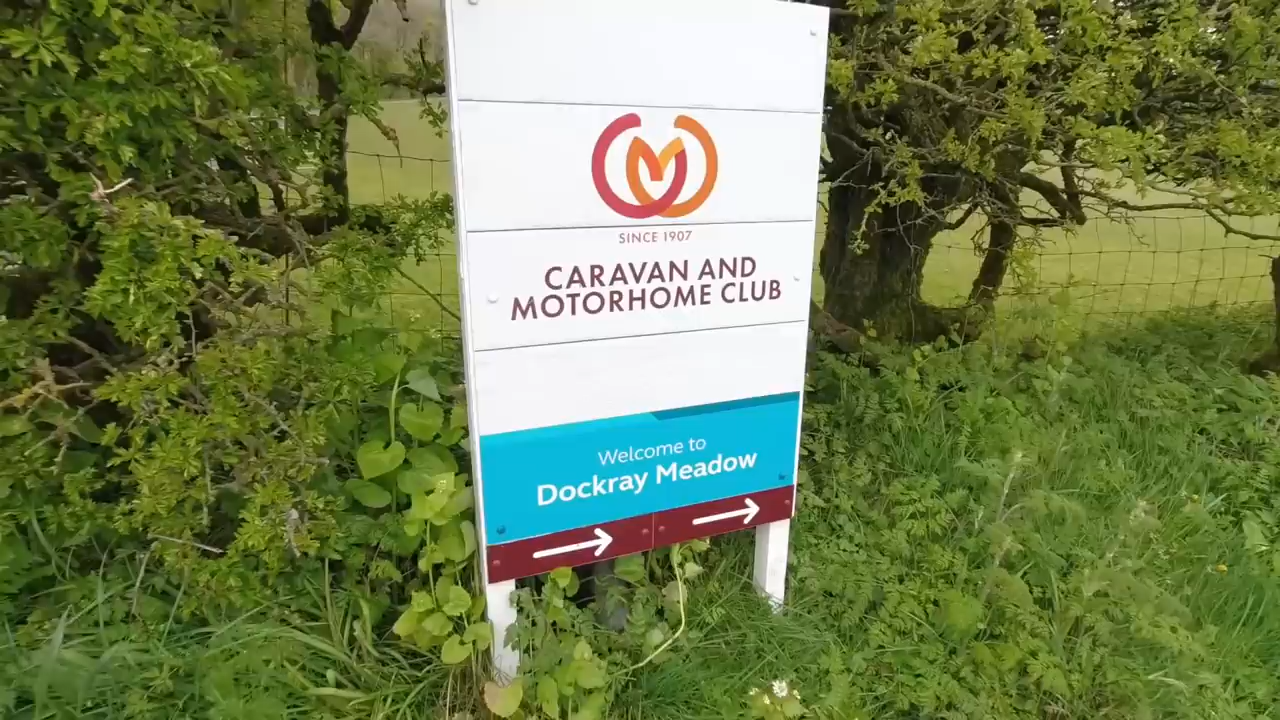 SINCE 1907
CARAVAN AND
MOTORHOME CLUB
Welcome to
Dockray Meadow